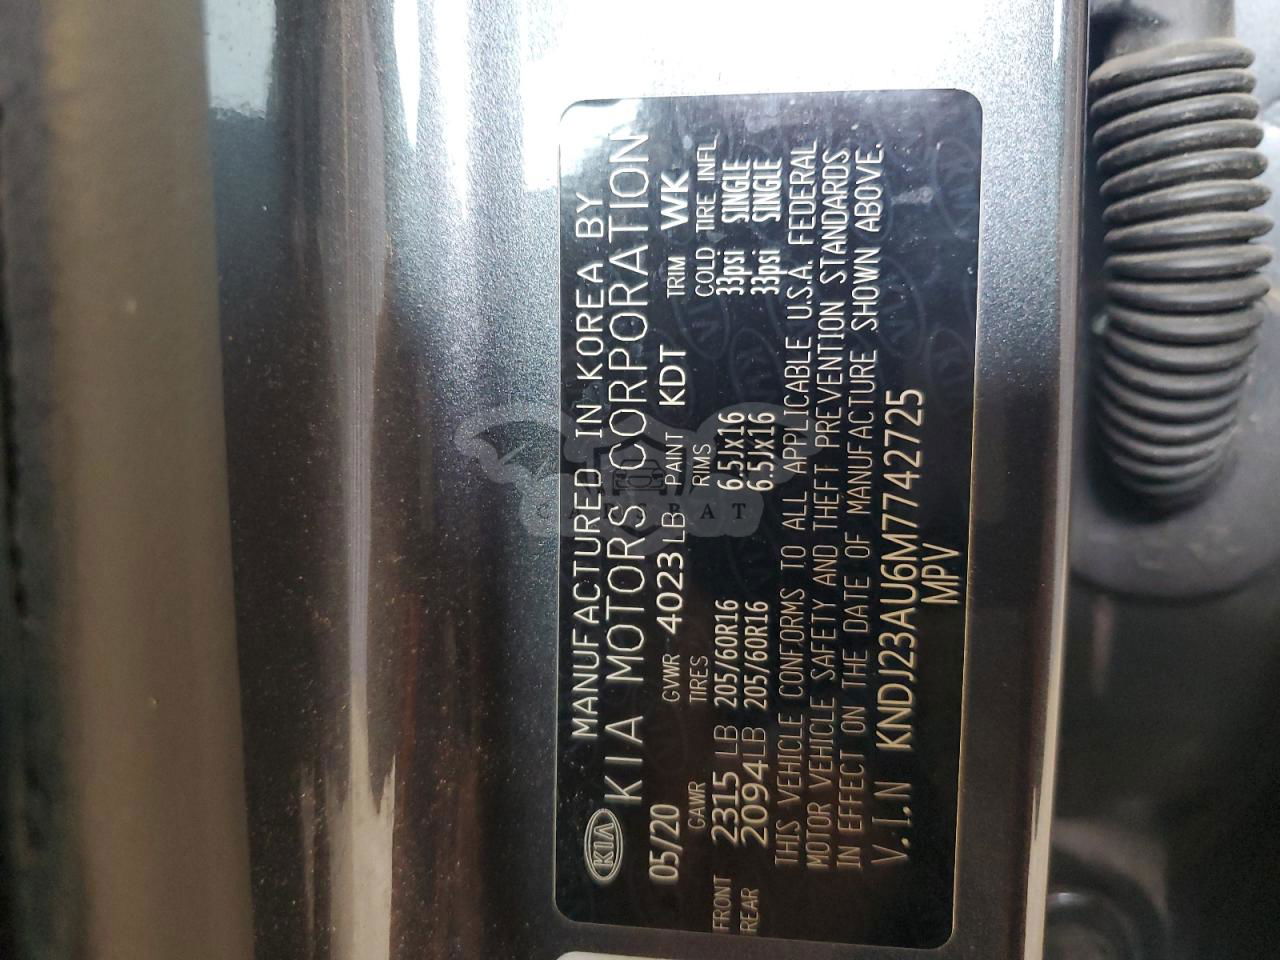 KIA
MANUFACTURED IN KOREA BY
KIA MOTORS CORPORATION
05/20 GVWR 4023LB PAINT KDT TRIM WK
GAWR TIRES RIMS COLD TIRE INFL
FRONT 2315 LB 205/60R16 6.5JX16 33psi SINGLE
REAR 2094LB 205/60R16 6.5JX16 33psi SINGLE
THIS VEHICLE CONFORMS TO ALL APPLICABLE U.S.A. FEDERAL
MOTOR VEHICLE SAFETY AND THEFT PREVENTION STANDARDS
IN EFFECT ON THE DATE OF MANUFACTURE SHOWN ABOVE.
V.I.N KNDJ23AU6M7742725
MPV